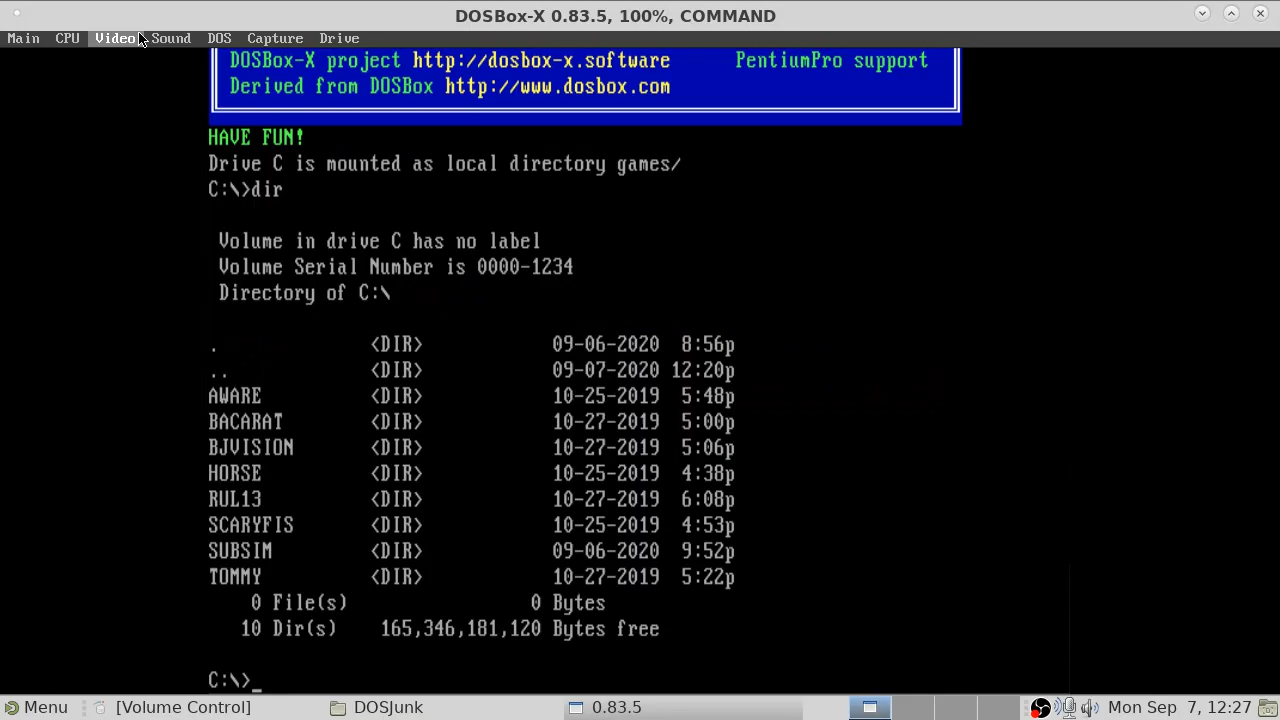 DOSBox-X 0.83.5, 100%, COMMAND
Main CPU Video Sound DOS Capture Drive
DOSBox-X project http://dosbox-x.software PentiumPro support
Derived from DOSBox http://www.dosbox.com
HAVE FUN!
Drive C is mounted as local directory games/
C:\>dir
Volume in drive C has no label
Volume Serial Number is 0000-1234
Directory of C:\
. <DIR> 09-06-2020 8:56p
.. <DIR> 09-07-2020 12:20p
AWARE <DIR> 10-25-2019 5:48p
BACARAT <DIR> 10-27-2019 5:00p
BJVISION <DIR> 10-27-2019 5:06p
HORSE <DIR> 10-25-2019 4:38p
RUL13 <DIR> 10-27-2019 6:08p
SCARYFIS <DIR> 10-25-2019 4:53p
SUBSIM <DIR> 09-06-2020 9:52p
TOMMY <DIR> 10-27-2019 5:22p
0 File(s) 0 Bytes
10 Dir(s) 165,346,181,120 Bytes free
C:\>_
Menu [Volume Control] DOSJunk 0.83.5 Mon Sep 7, 12:27